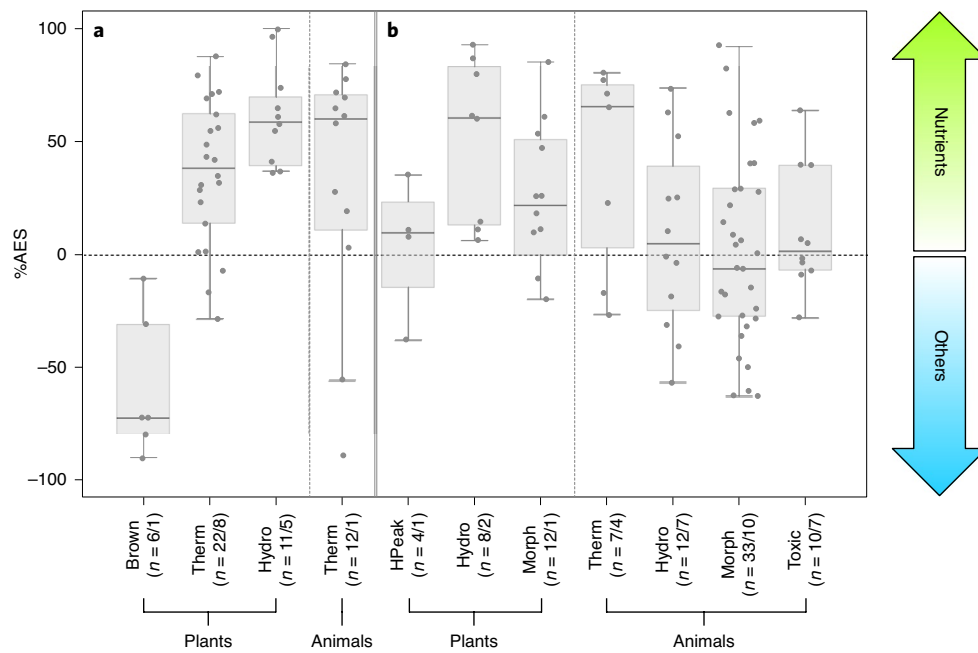 a
b
100
50
0
−50
−100
%AES
Brown
(n = 6/1)
Therm
(n = 22/8)
Hydro
(n = 11/5)
Therm
(n = 12/1)
HPeak
(n = 4/1)
Hydro
(n = 8/2)
Morph
(n = 12/1)
Therm
(n = 7/4)
Hydro
(n = 12/7)
Morph
(n = 33/10)
Toxic
(n = 10/7)
Plants
Animals
Plants
Animals
Nutrients
Others